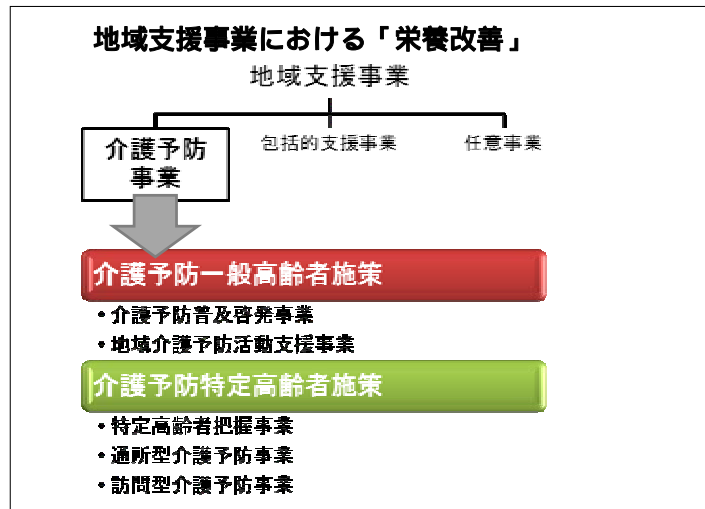 地域支援事業における「栄養改善」
地域支援事業
介護予防
事業
包括的支援事業
任意事業
介護予防一般高齢者施策
・介護予防普及啓発事業
・地域介護予防活動支援事業
介護予防特定高齢者施策
・特定高齢者把握事業
・通所型介護予防事業
・訪問型介護予防事業